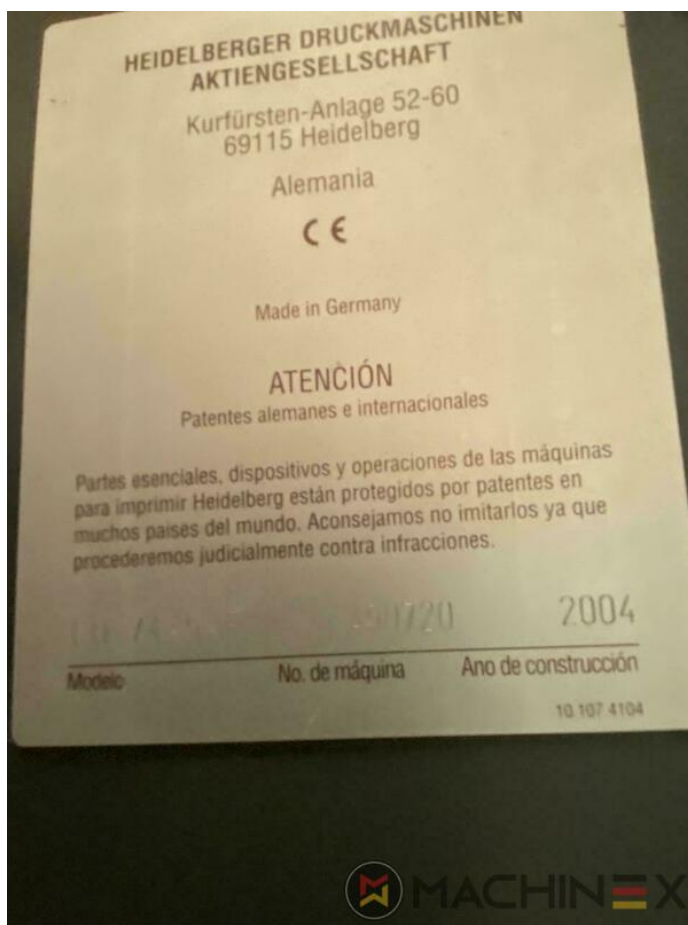 HEIDELBERGER DRUCKMASCHINEN
AKTIENGESELLSCHAFT
Kurfürsten-Anlage 52-60
69115 Heidelberg
Alemania
CE
Made in Germany
ATENCIÓN
Patentes alemanes e internacionales
Partes esenciales, dispositivos y operaciones de las máquinas
para imprimir Heidelberg están protegidos por patentes en
muchos paises del mundo. Aconsejamos no imitarlos ya que
procederemos judicialmente contra infracciones.
2004
Modelo No. de máquina Ano de construcción
10.107 4104
MACHINEX